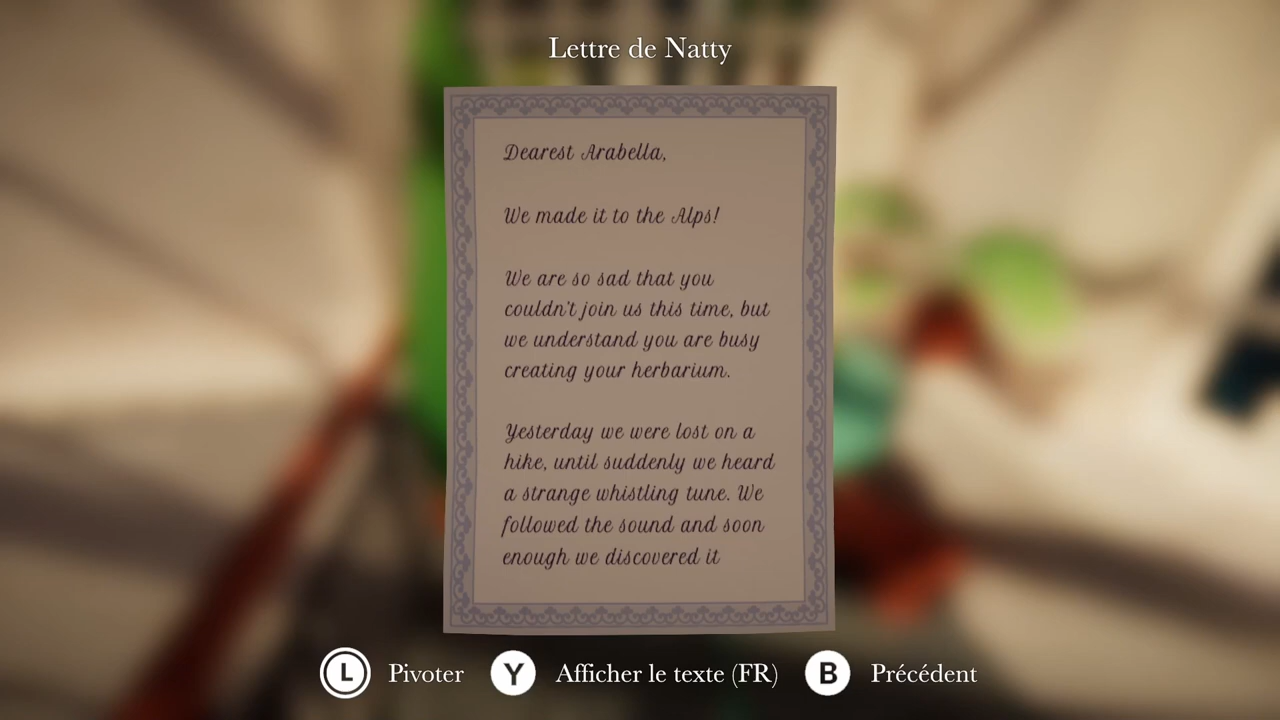 Lettre de Natty
Dearest Arabella,
We made it to the Alps!
We are so sad that you
couldn't join us this time, but
we understand you are busy
creating your herbarium.
Yesterday we were lost on a
hike, until suddenly we heard
a strange whistling tune. We
followed the sound and soon
enough we discovered it
L Pivoter Y Afficher le texte (FR) B Précédent